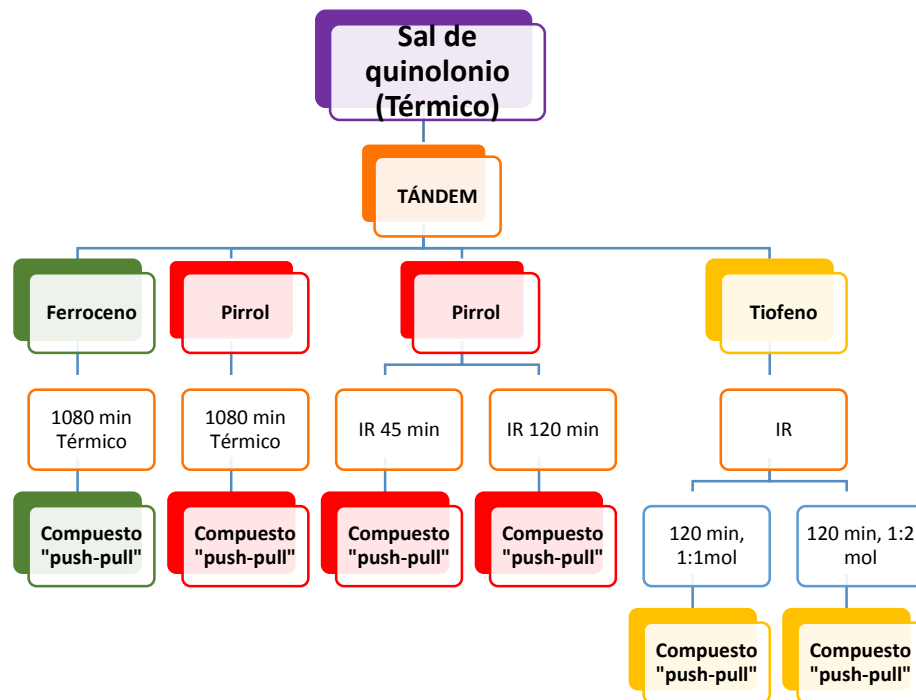 Sal de
quinolonio
(Térmico)
TÁNDEM
Ferroceno
Pirrol
Pirrol
Tiofeno
1080 min
Térmico
1080 min
Térmico
IR 45 min
IR 120 min
IR
Compuesto
"push-pull"
Compuesto
"push-pull"
Compuesto
"push-pull"
Compuesto
"push-pull"
120 min,
1:1mol
120 min, 1:2
mol
Compuesto
"push-pull"
Compuesto
"push-pull"